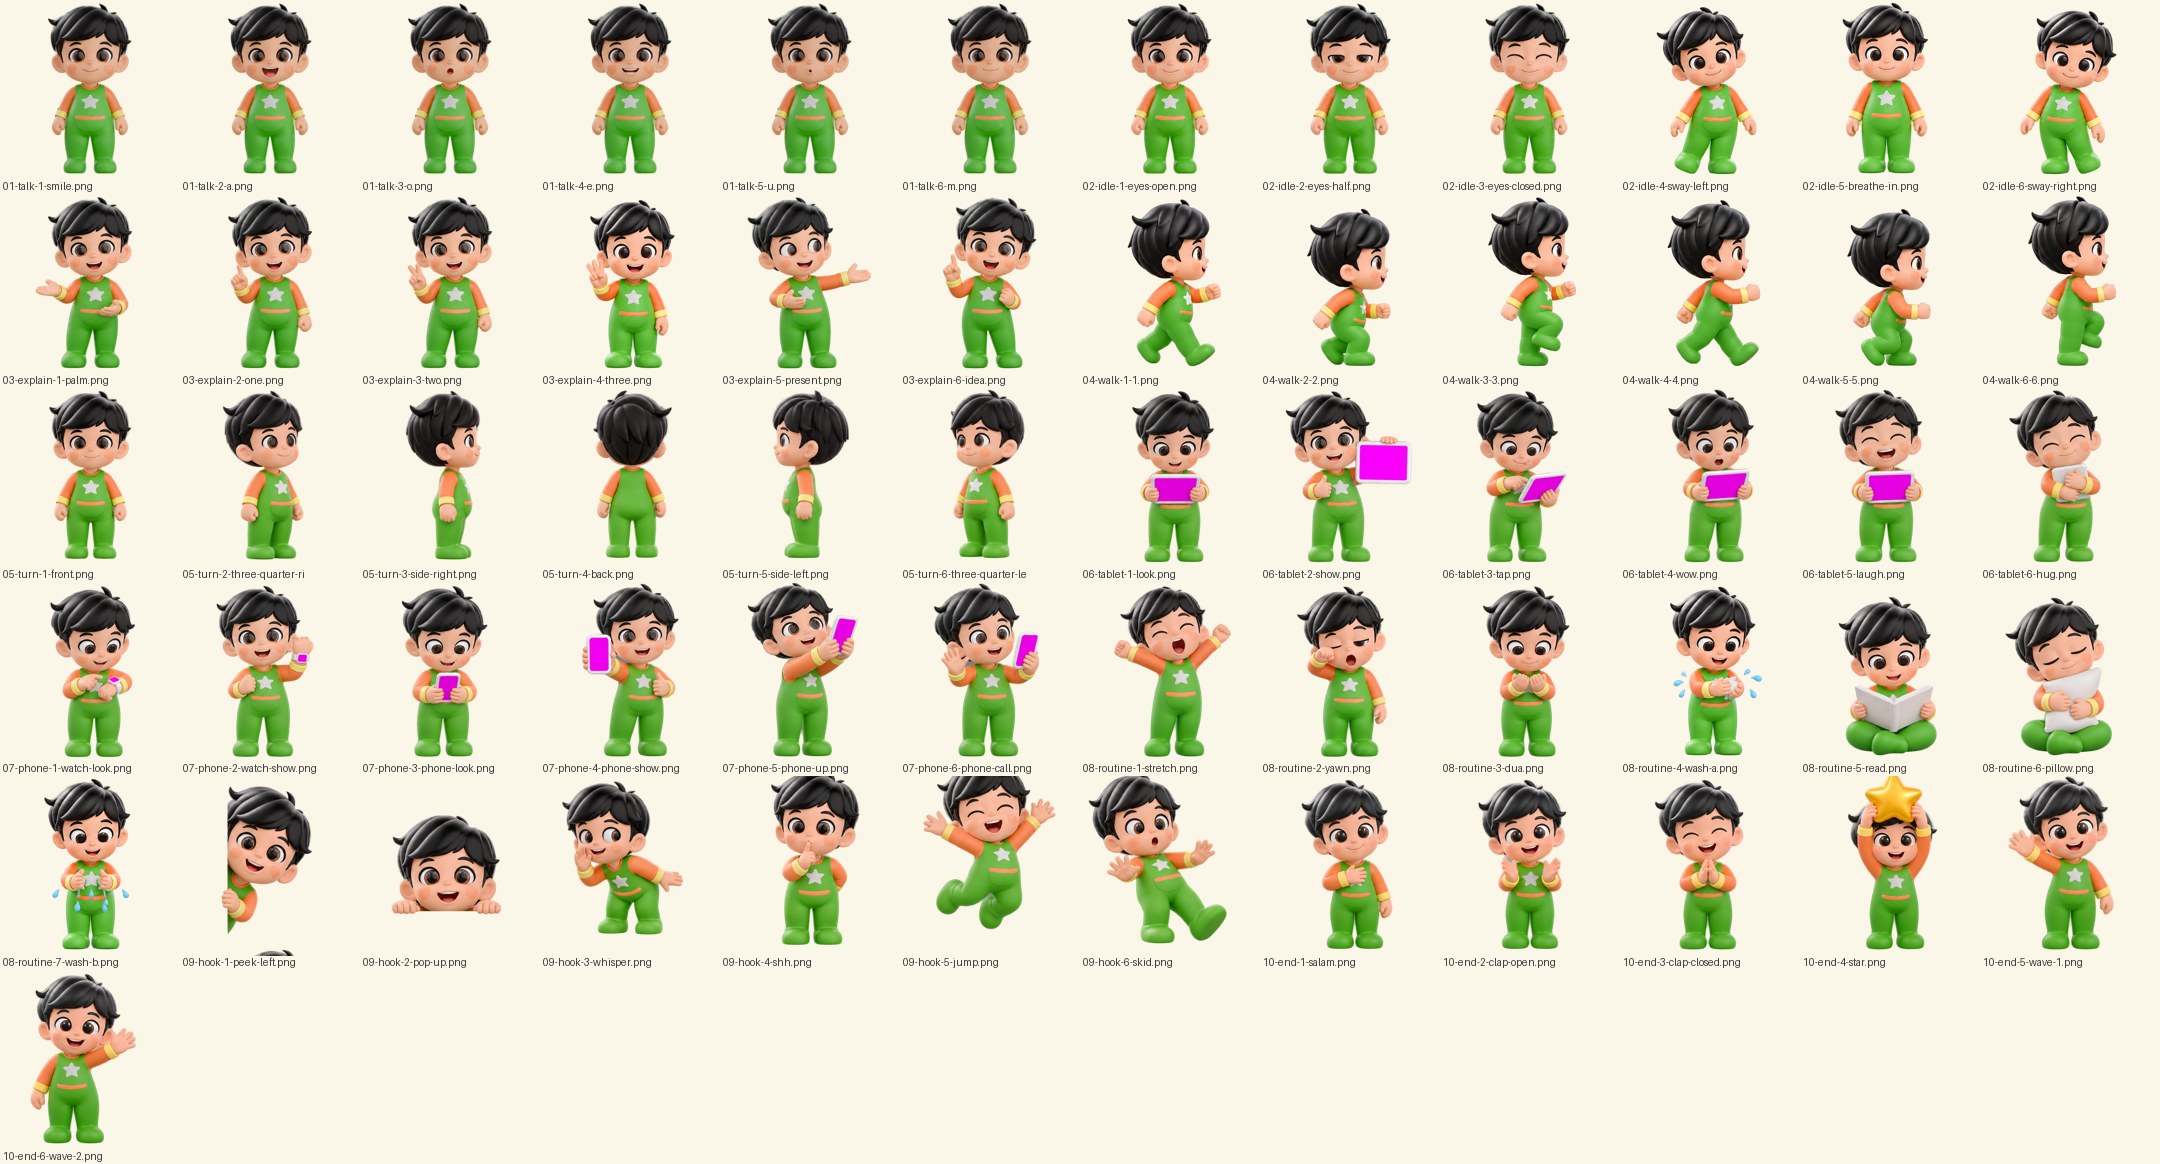 01-talk-1-smile.png
01-talk-2-a.png
01-talk-3-o.png
01-talk-4-e.png
01-talk-5-u.png
01-talk-6-m.png
02-idle-1-eyes-open.png
02-idle-2-eyes-half.png
02-idle-3-eyes-closed.png
02-idle-4-sway-left.png
02-idle-5-breathe-in.png
02-idle-6-sway-right.png
03-explain-1-palm.png
03-explain-2-one.png
03-explain-3-two.png
03-explain-4-three.png
03-explain-5-present.png
03-explain-6-idea.png
04-walk-1-1.png
04-walk-2-2.png
04-walk-3-3.png
04-walk-4-4.png
04-walk-5-5.png
04-walk-6-6.png
05-turn-1-front.png
05-turn-2-three-quarter-ri
05-turn-3-side-right.png
05-turn-4-back.png
05-turn-5-side-left.png
05-turn-6-three-quarter-le
06-tablet-1-look.png
06-tablet-2-show.png
06-tablet-3-tap.png
06-tablet-4-wow.png
06-tablet-5-laugh.png
06-tablet-6-hug.png
07-phone-1-watch-look.png
07-phone-2-watch-show.png
07-phone-3-phone-look.png
07-phone-4-phone-show.png
07-phone-5-phone-up.png
07-phone-6-phone-call.png
08-routine-1-stretch.png
08-routine-2-yawn.png
08-routine-3-dua.png
08-routine-4-wash-a.png
08-routine-5-read.png
08-routine-6-pillow.png
08-routine-7-wash-b.png
09-hook-1-peek-left.png
09-hook-2-pop-up.png
09-hook-3-whisper.png
09-hook-4-shh.png
09-hook-5-jump.png
09-hook-6-skid.png
10-end-1-salam.png
10-end-2-clap-open.png
10-end-3-clap-closed.png
10-end-4-star.png
10-end-5-wave-1.png
10-end-6-wave-2.png